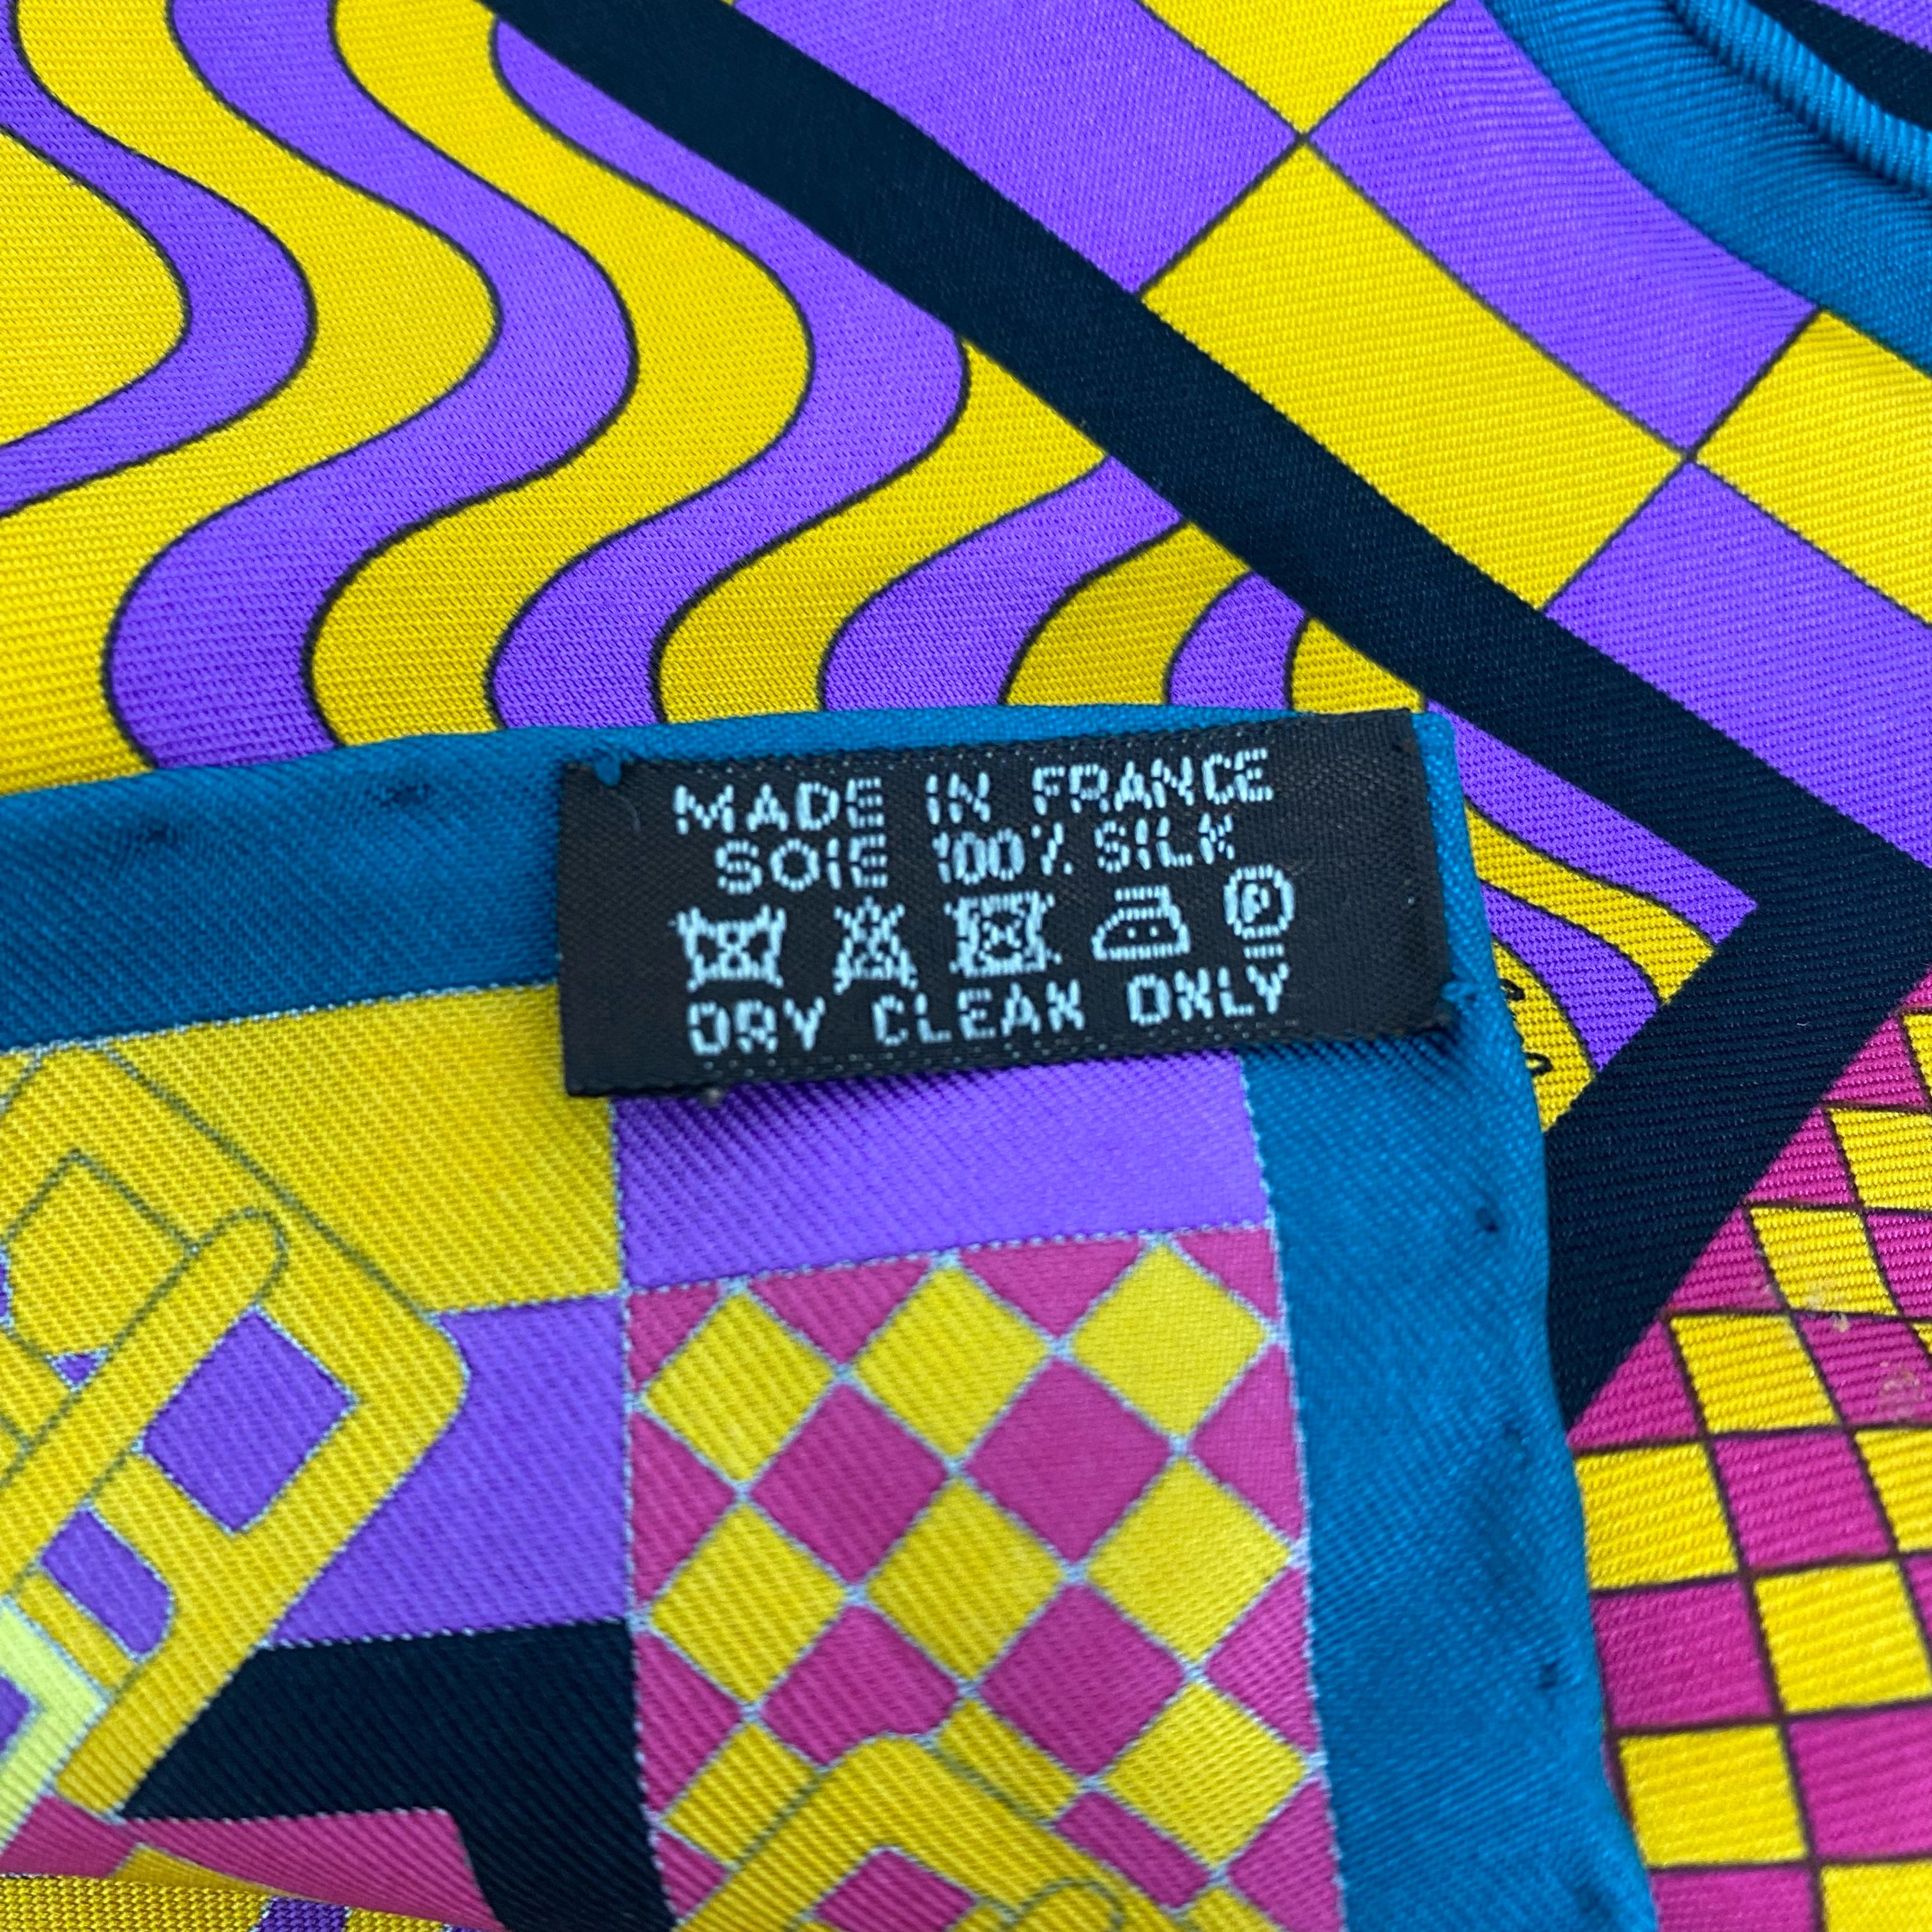 MADE IN FRANCE
SOIE 100% SILK
P
DRY CLEAN ONLY